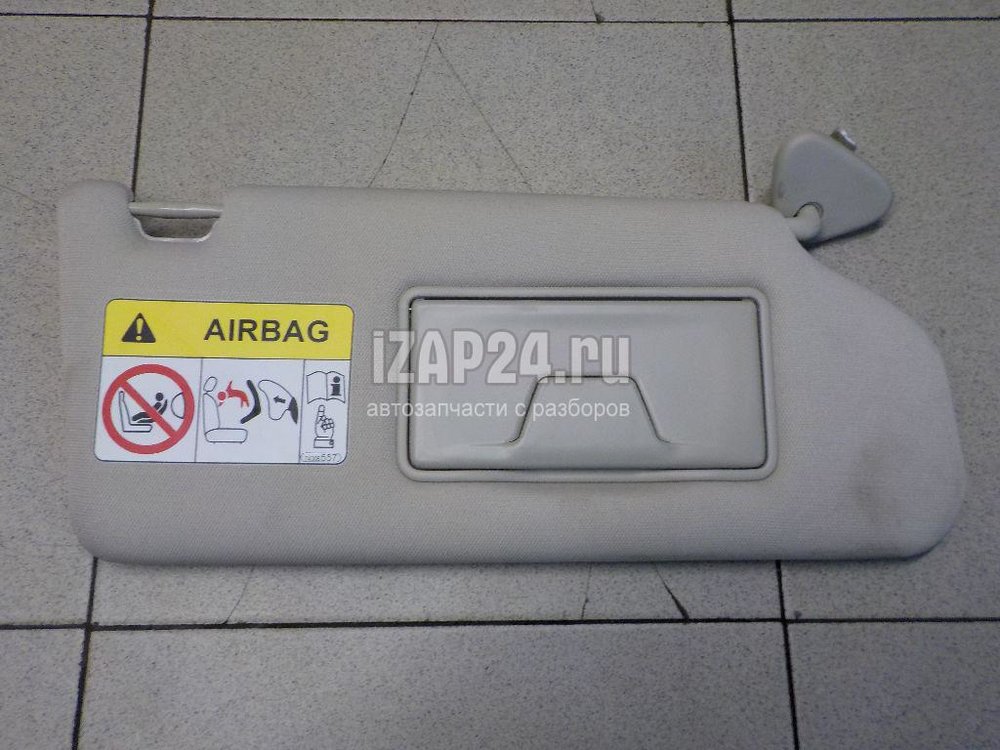 AIRBAG
iZAP24.ru
автозапчасти с разборов